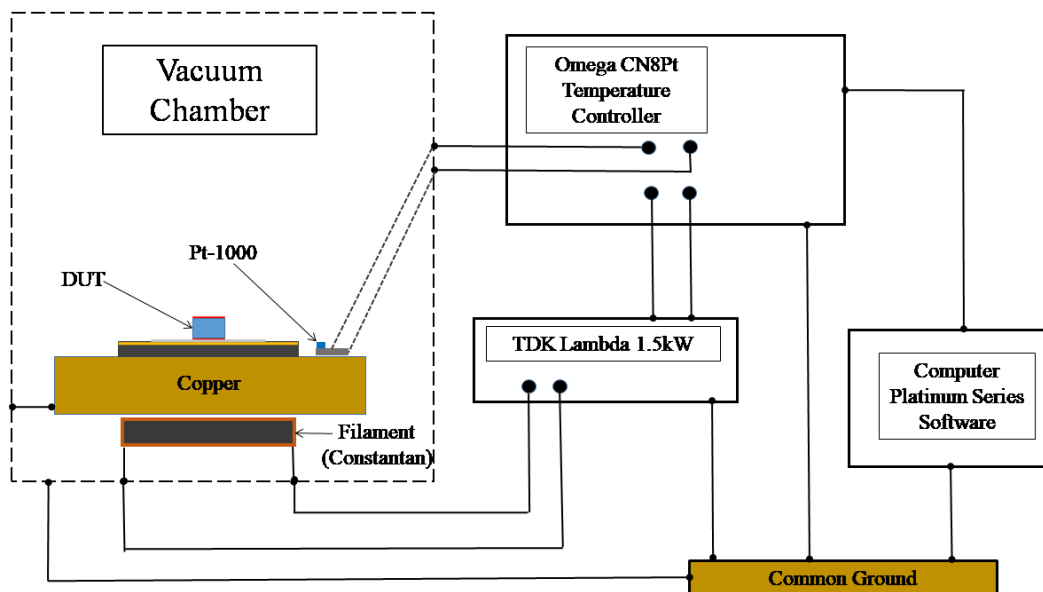 Vacuum
Chamber
Omega CN8Pt
Temperature
Controller
Pt-1000
DUT
TDK Lambda 1.5kW
Copper
Computer
Platinum Series
Software
Filament
(Constantan)
Common Ground